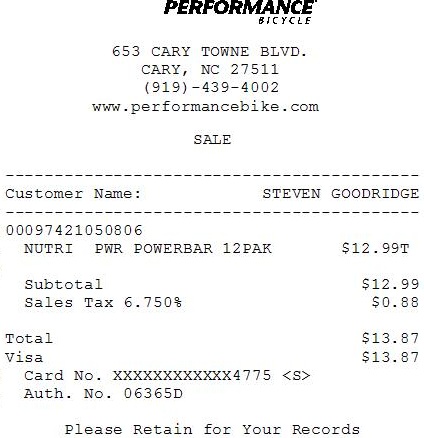 PERFORMANCE
BICYCLE
653 CARY TOWNE BLVD.
CARY, NC 27511
(919)-439-4002
www.performancebike.com
SALE
Customer Name: STEVEN GOODRIDGE
00097421050806
NUTRI PWR POWERBAR 12PAK $12.99T
Subtotal $12.99
Sales Tax 6.750% $0.88
Total $13.87
Visa $13.87
Card No. XXXXXXXXXXXX4775 <S>
Auth. No. 06365D
Please Retain for Your Records